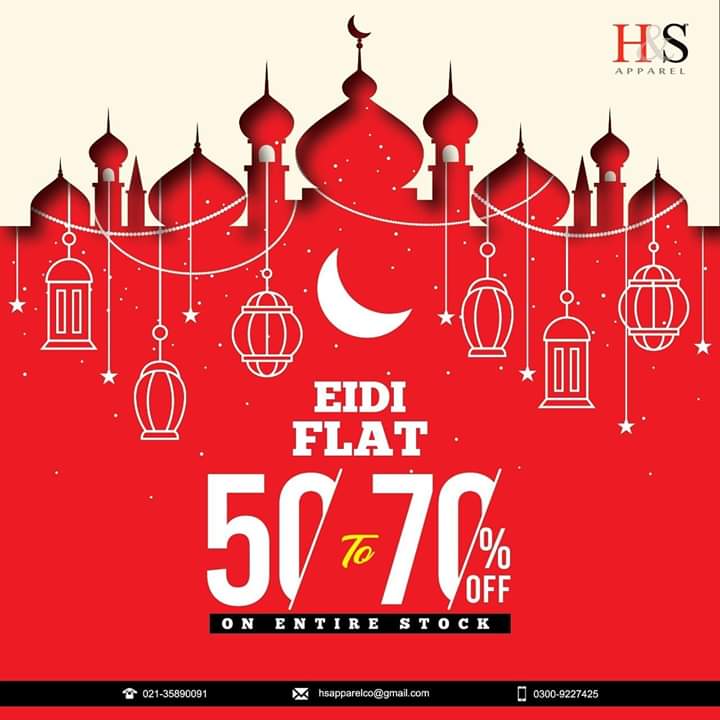 H&S
APPAREL
EIDI
FLAT
50 To 70% OFF
ON ENTIRE STOCK
021-35890091 hsapparelco@gmail.com 0300-9227425